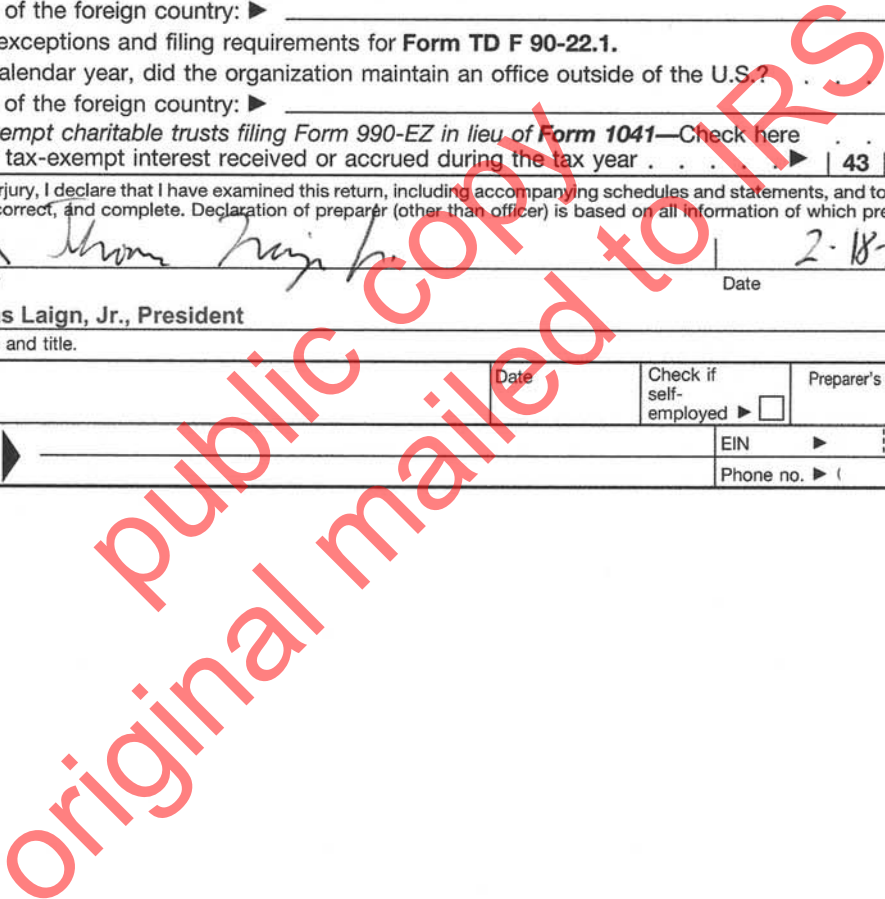 of the foreign country: ▶
exceptions and filing requirements for Form TD F 90-22.1.
alendar year, did the organization maintain an office outside of the U.S.? . . .
of the foreign country: ▶
empt charitable trusts filing Form 990-EZ in lieu of Form 1041—Check here . .
tax-exempt interest received or accrued during the tax year . . . . . ▶ 43
rjury, I declare that I have examined this return, including accompanying schedules and statements, and to
correct, and complete. Declaration of preparer (other than officer) is based on all information of which pre
2-18-
Date
s Laign, Jr., President
and title.
Date
Check if
self-
employed ▶
Preparer's
EIN ▶
Phone no. ▶ (
public copy
original mailed to IRS